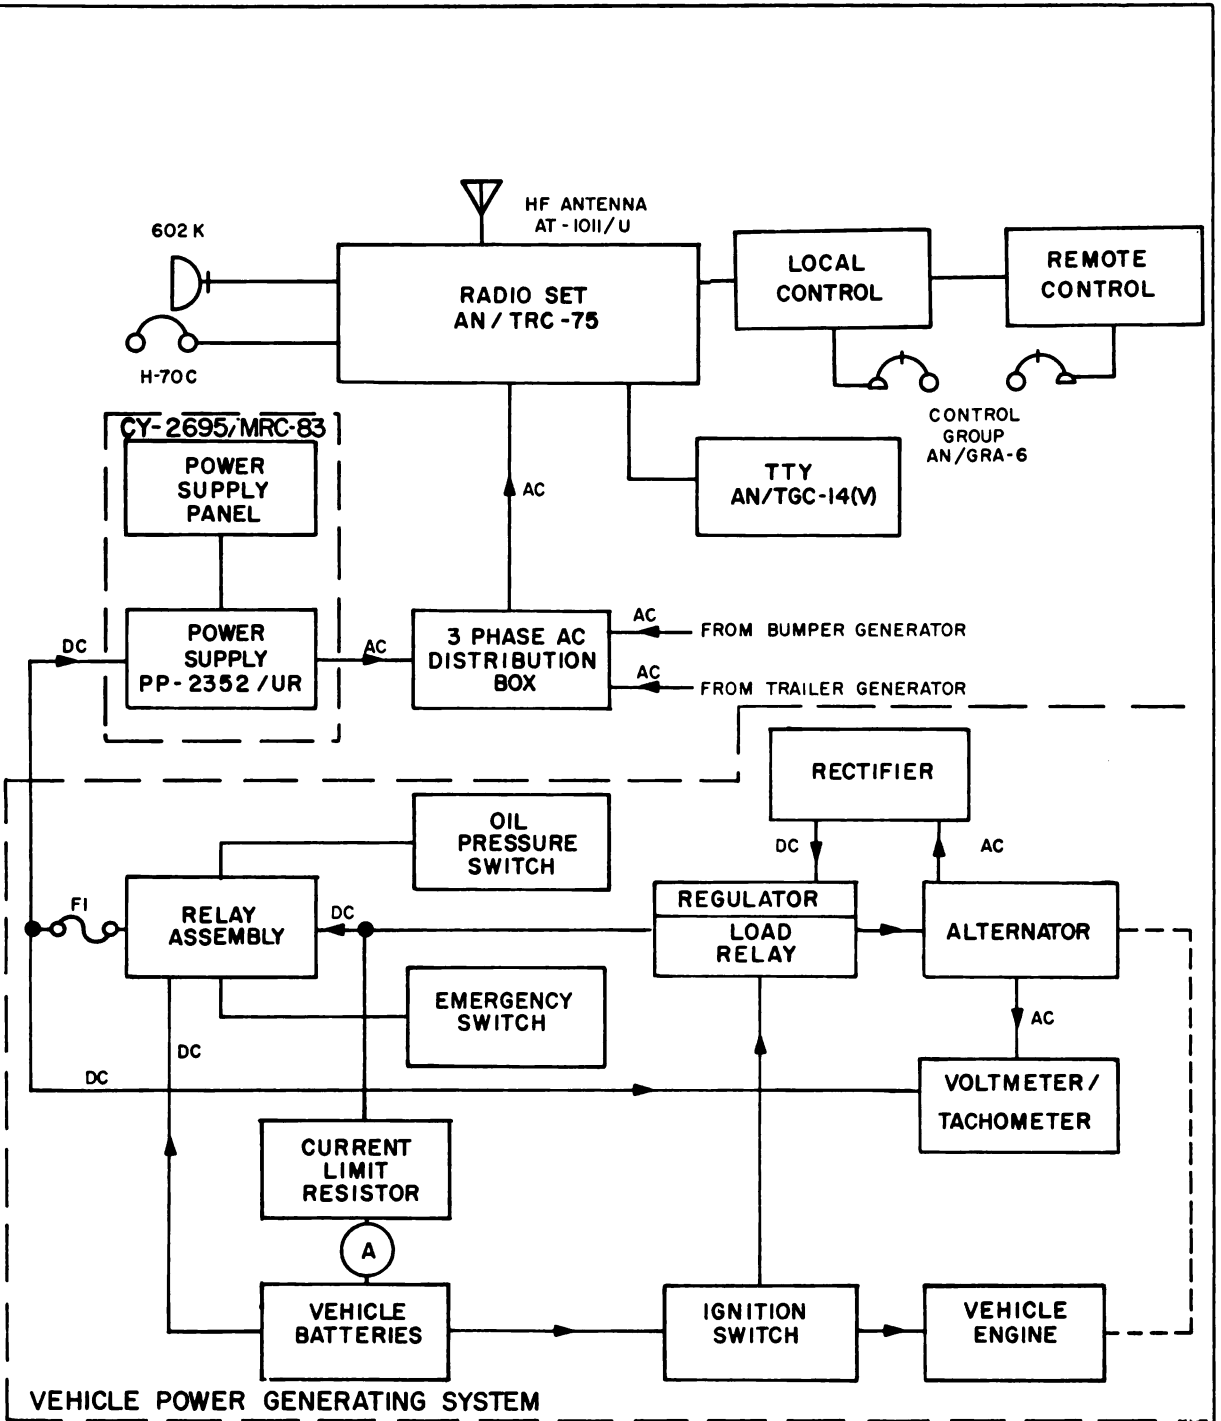 602 K
HF ANTENNA
AT-1011/U
H-70C
RADIO SET
AN/TRC-75
LOCAL
CONTROL
REMOTE
CONTROL
CONTROL
GROUP
AN/GRA-6
CY-2695/MRC-83
POWER
SUPPLY
PANEL
AC
TTY
AN/TGC-14(V)
DC
POWER
SUPPLY
PP-2352/UR
AC
3 PHASE AC
DISTRIBUTION
BOX
AC
FROM BUMPER GENERATOR
AC
FROM TRAILER GENERATOR
RECTIFIER
OIL
PRESSURE
SWITCH
DC
AC
F1
RELAY
ASSEMBLY
DC
REGULATOR
LOAD
RELAY
ALTERNATOR
EMERGENCY
SWITCH
AC
DC
DC
VOLTMETER/
TACHOMETER
CURRENT
LIMIT
RESISTOR
A
VEHICLE
BATTERIES
IGNITION
SWITCH
VEHICLE
ENGINE
VEHICLE POWER GENERATING SYSTEM